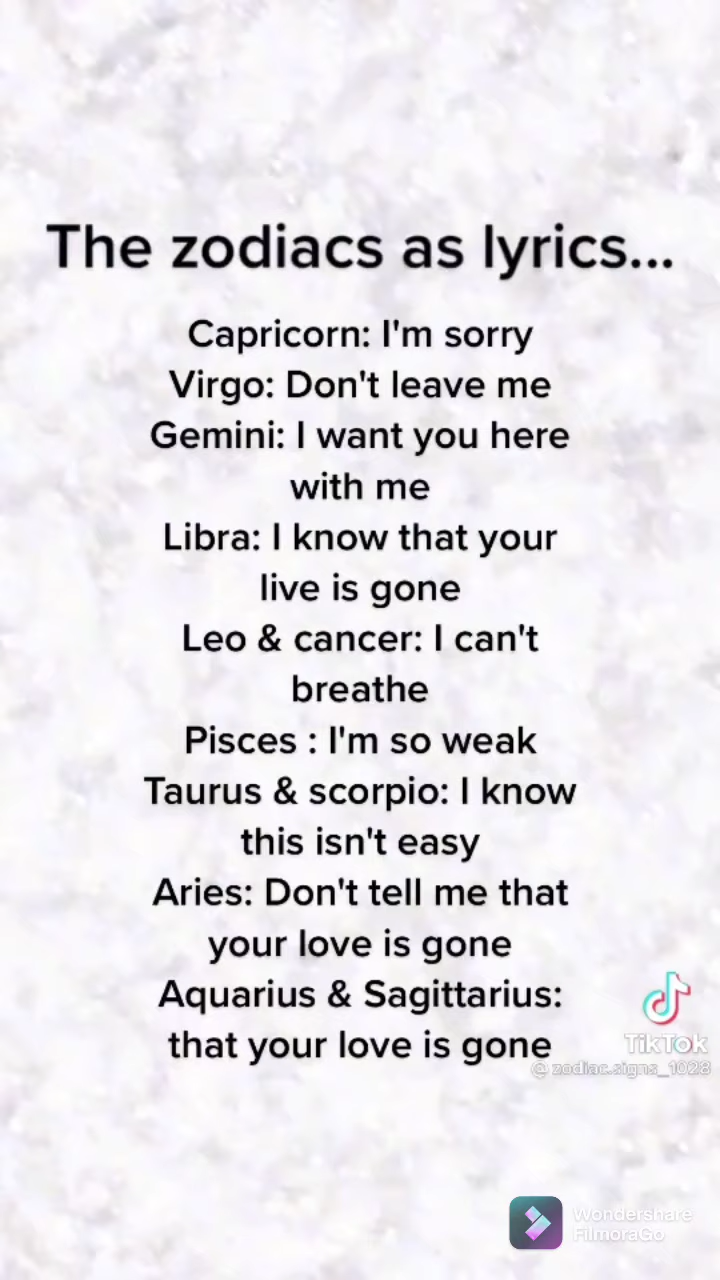 The zodiacs as lyrics...
Capricorn: I'm sorry
Virgo: Don't leave me
Gemini: I want you here
with me
Libra: I know that your
live is gone
Leo & cancer: I can't
breathe
Pisces : I'm so weak
Taurus & scorpio: I know
this isn't easy
Aries: Don't tell me that
your love is gone
Aquarius & Sagittarius:
that your love is gone
TikTok
@ zodiac.signs_1028
Wondershare
FilmoraGo